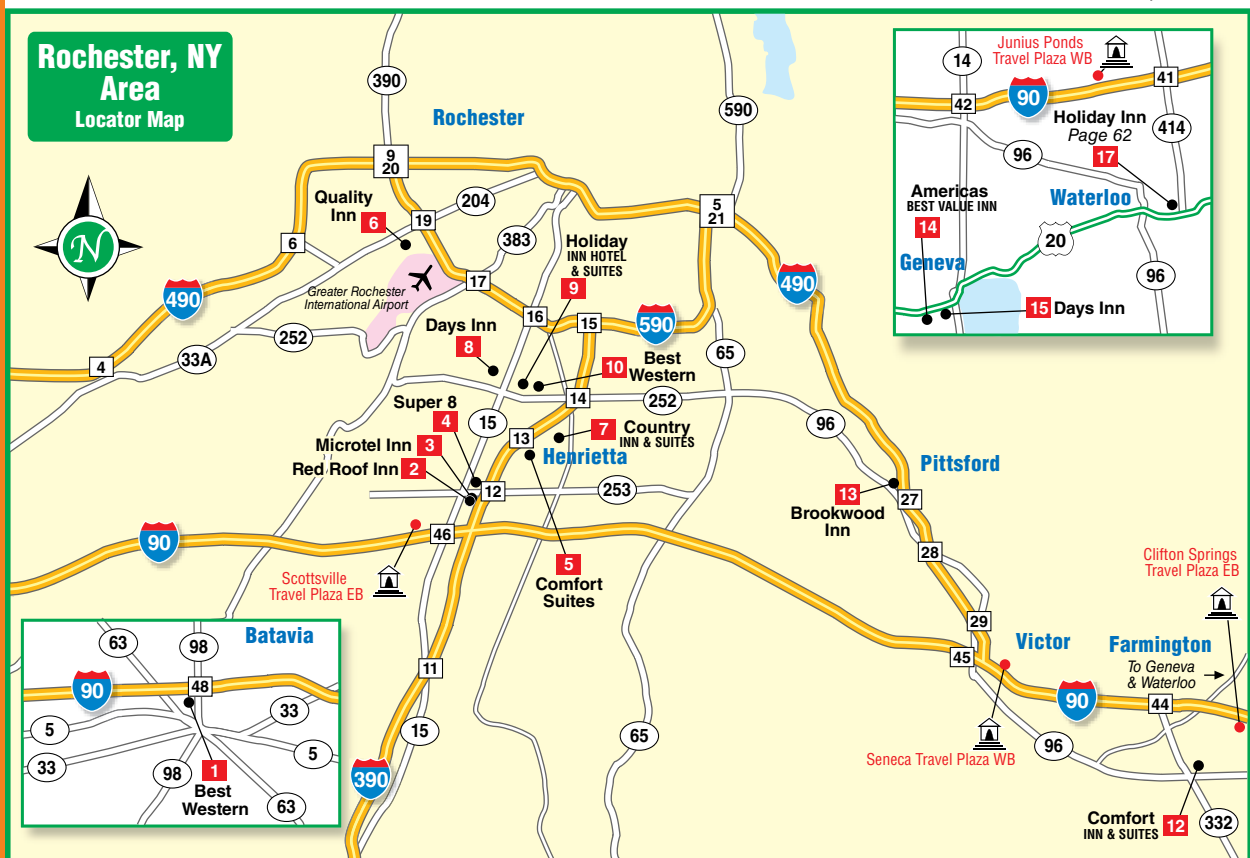 Rochester, NY
Area
Locator Map
390
Rochester
590
9
20
Quality
Inn
6
19
204
5
21
6
383
Holiday
INN HOTEL
& SUITES
9
Greater Rochester
International Airport
17
490
490
16
15
590
252
Days Inn
8
33A
4
10
Best
Western
65
14
252
Super 8
4
15
13
7
Country
INN & SUITES
96
Microtel Inn
3
Henrietta
Red Roof Inn
2
12
253
Pittsford
13
Brookwood
Inn
27
90
46
28
5
Comfort
Suites
Scottsville
Travel Plaza EB
Clifton Springs
Travel Plaza EB
29
45
Victor
Farmington
To Geneva
& Waterloo
11
90
44
15
65
96
Seneca Travel Plaza WB
390
Comfort
INN & SUITES
12
332
N
Batavia
63
98
90
48
5
33
5
33
98
1
Best
Western
63
Junius Ponds
Travel Plaza WB
14
41
42
90
Holiday Inn
Page 62
17
414
96
Americas
BEST VALUE INN
14
Waterloo
20
Geneva
96
15
Days Inn